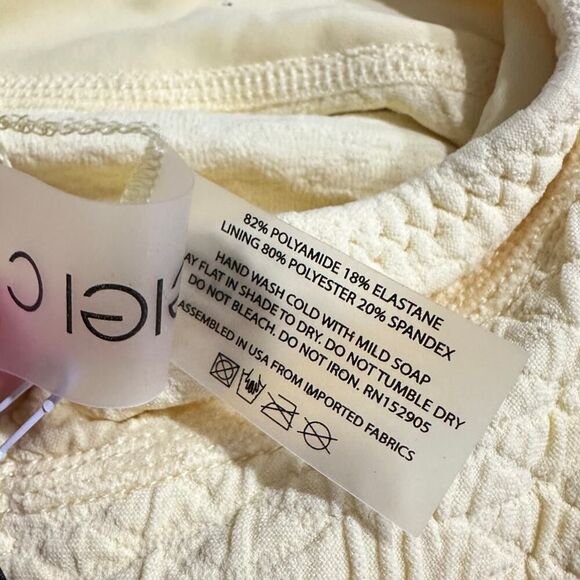 82% POLYAMIDE 18% ELASTANE
LINING 80% POLYESTER 20% SPANDEX
HAND WASH COLD WITH MILD SOAP
AY FLAT IN SHADE TO DRY. DO NOT TUMBLE DRY
DO NOT BLEACH. DO NOT IRON. RN152905
ASSEMBLED IN USA FROM IMPORTED FABRICS